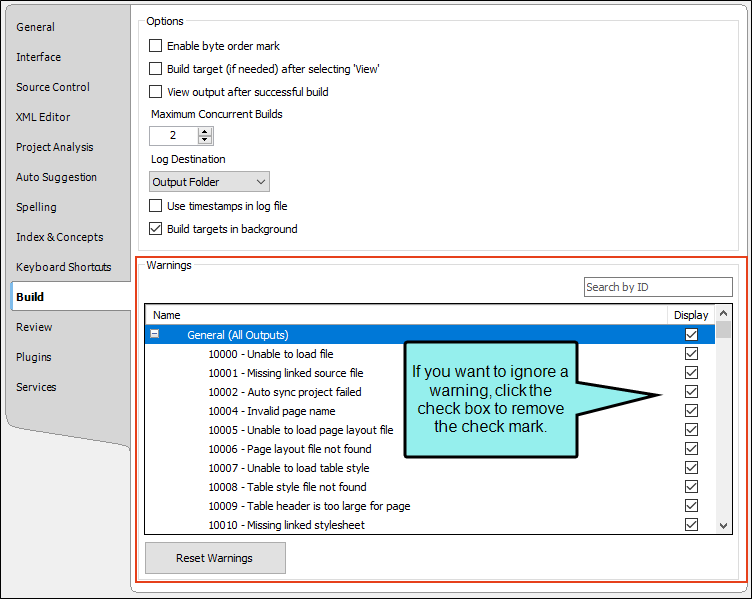 General
Interface
Source Control
XML Editor
Project Analysis
Auto Suggestion
Spelling
Index & Concepts
Keyboard Shortcuts
Build
Review
Plugins
Services
Options
Enable byte order mark
Build target (if needed) after selecting 'View'
View output after successful build
Maximum Concurrent Builds
2
Log Destination
Output Folder
Use timestamps in log file
Build targets in background
Warnings
Search by ID
Name Display
General (All Outputs)
10000 - Unable to load file
10001 - Missing linked source file
10002 - Auto sync project failed
10004 - Invalid page name
10005 - Unable to load page layout file
10006 - Page layout file not found
10007 - Unable to load table style
10008 - Table style file not found
10009 - Table header is too large for page
10010 - Missing linked stylesheet
If you want to ignore a
warning, click the
check box to remove
the check mark.
Reset Warnings